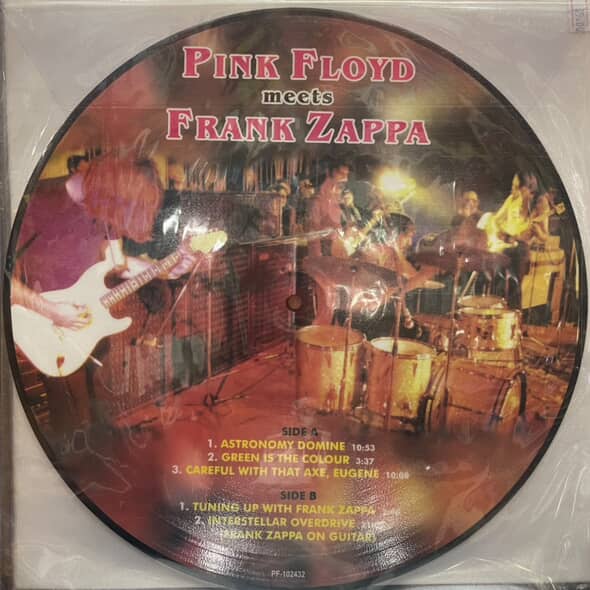 PINK FLOYD
meets
FRANK ZAPPA
SIDE A
1. ASTRONOMY DOMINE 10:53
2. GREEN IS THE COLOUR 3:37
3. CAREFUL WITH THAT AXE, EUGENE
SIDE B
1. TUNING UP WITH FRANK ZAPPA
2. INTERSTELLAR OVERDRIVE
(FRANK ZAPPA ON GUITAR)
PF-102432